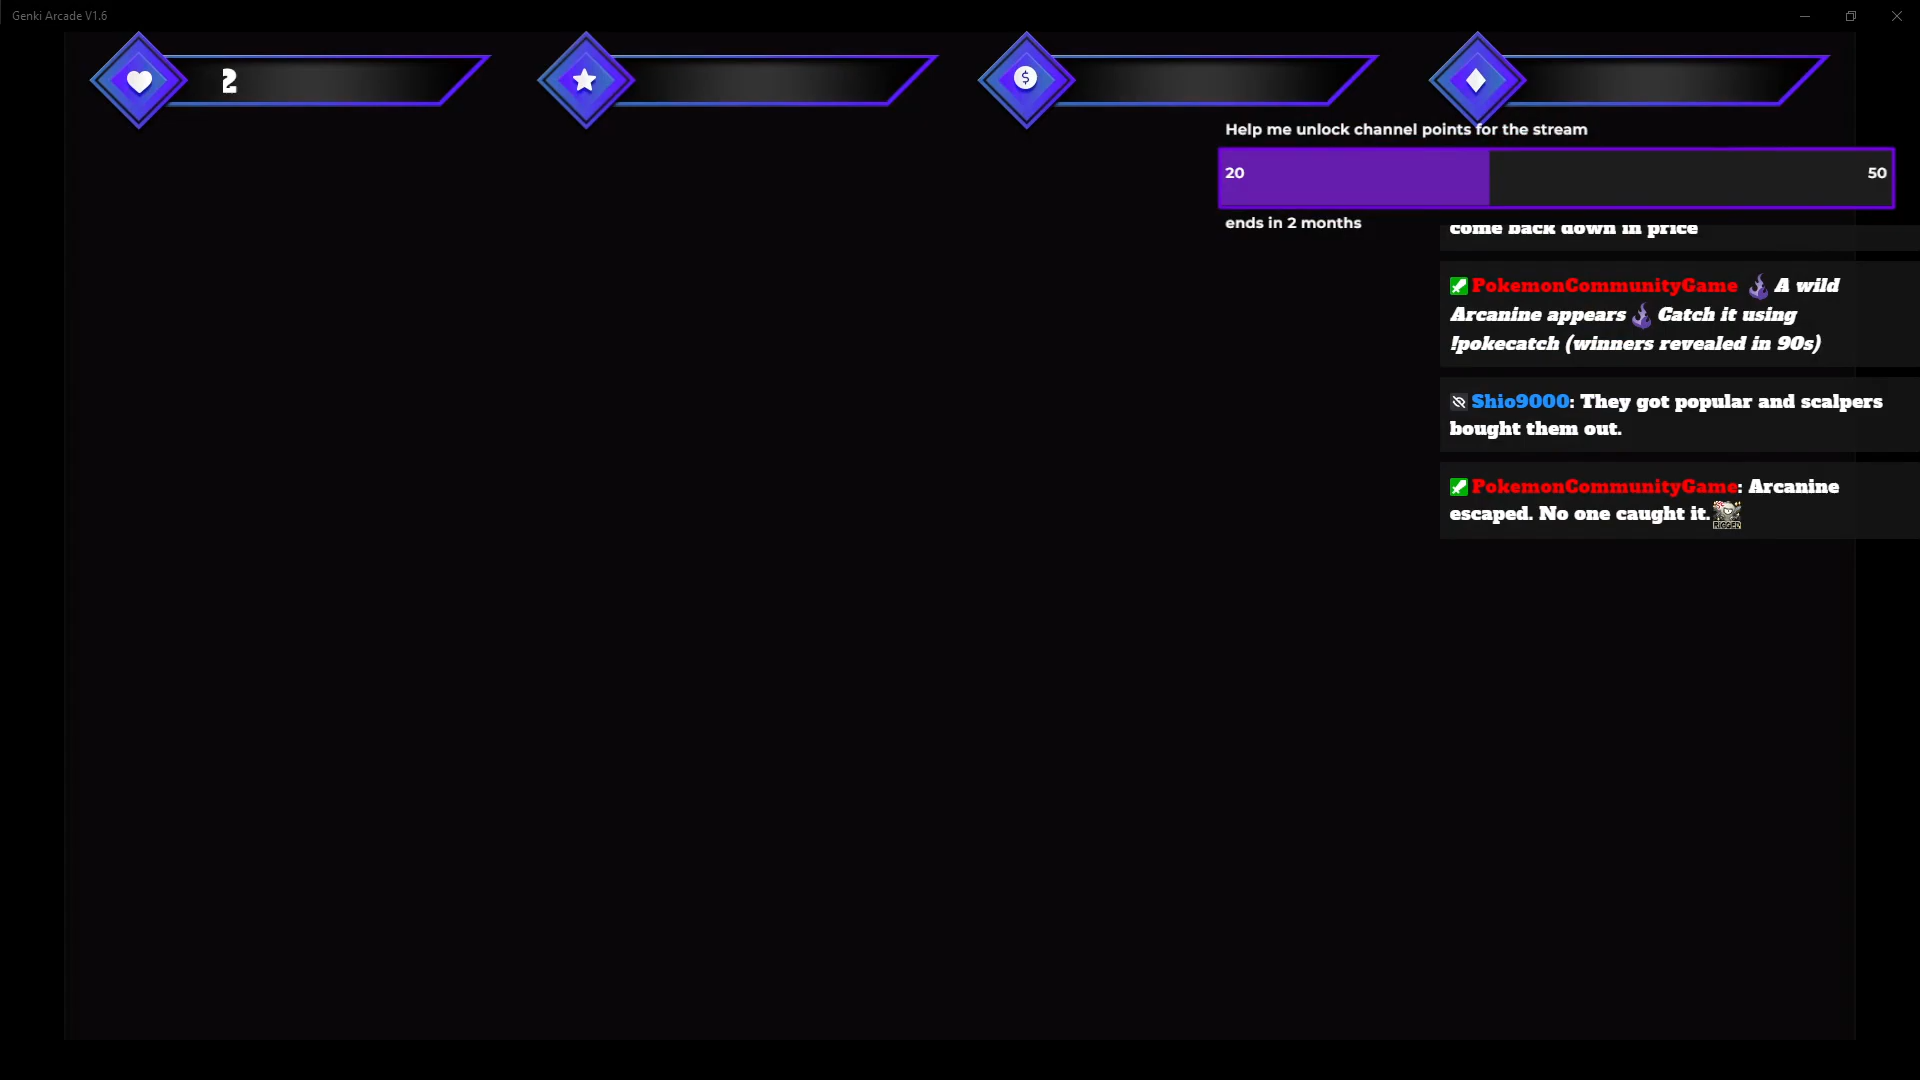 Genki Arcade V1.6
2
Help me unlock channel points for the stream
20 50
ends in 2 months
come back down in price
PokemonCommunityGame A wild
Arcanine appears Catch it using
!pokecatch (winners revealed in 90s)
Shio9000: They got popular and scalpers
bought them out.
PokemonCommunityGame: Arcanine
escaped. No one caught it.
RIGGED